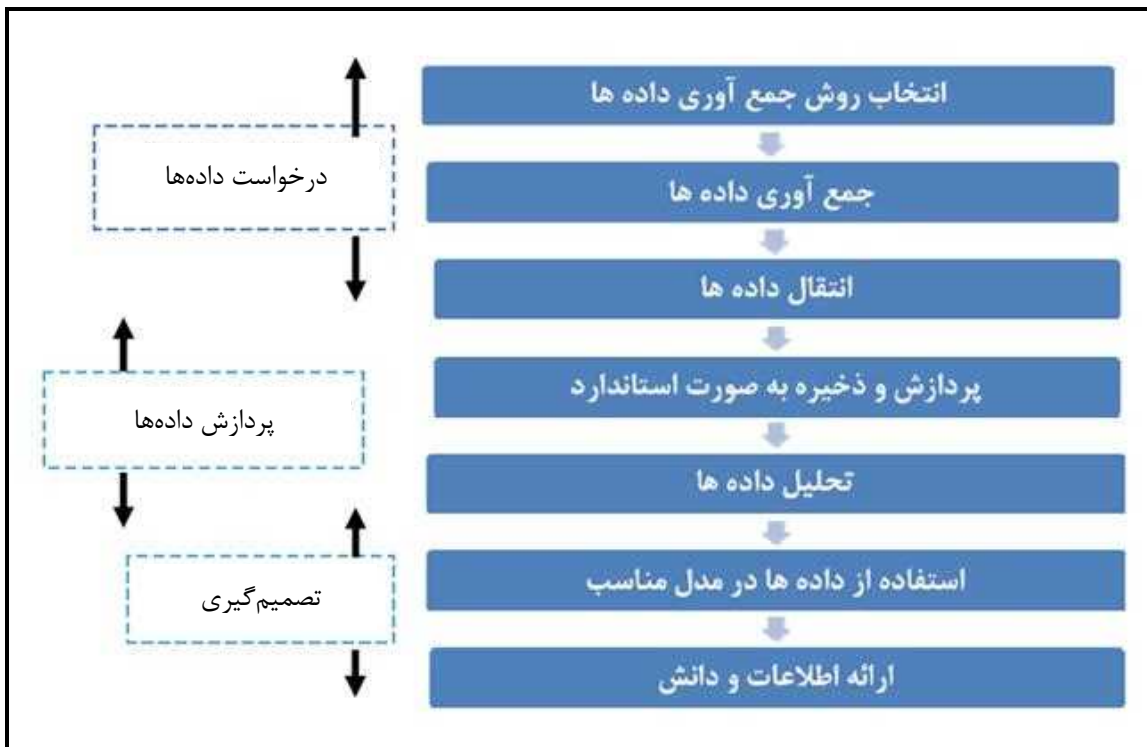 انتخاب روش جمع آوری داده ها
درخواست داده‌ها
جمع آوری داده ها
انتقال داده ها
پردازش و ذخیره به صورت استاندارد
پردازش داده‌ها
تحلیل داده ها
استفاده از داده ها در مدل مناسب
تصمیم‌گیری
ارائه اطلاعات و دانش